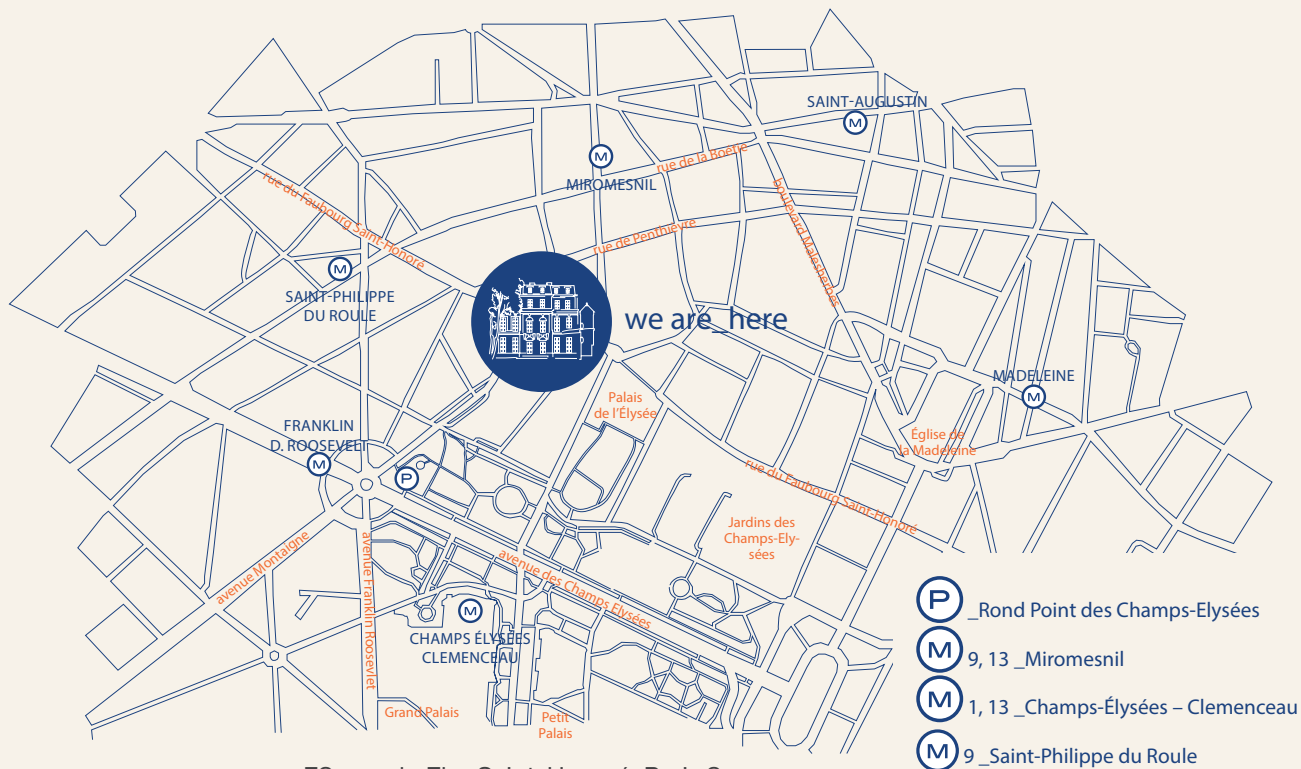 SAINT-AUGUSTIN
M
M
MIROMESNIL
rue de la Boétie
boulevard Malesherbes
rue du Faubourg Saint-Honoré
rue de Penthièvre
M
SAINT-PHILIPPE
DU ROULE
we are_here
MADELEINE
M
Palais
de l'Élysée
FRANKLIN
D. ROOSEVELT
M
P
Église de
la Madeleine
rue du Faubourg Saint-Honoré
Jardins des
Champs-Ely-
sées
avenue Montaigne
avenue Franklin Roosevlet
avenue des Champs Elysées
M
CHAMPS ÉLYSÉES
CLEMENCEAU
Grand Palais
Petit
Palais
P _Rond Point des Champs-Elysées
M 9, 13 _Miromesnil
M 1, 13 _Champs-Élysées – Clemenceau
M 9 _Saint-Philippe du Roule